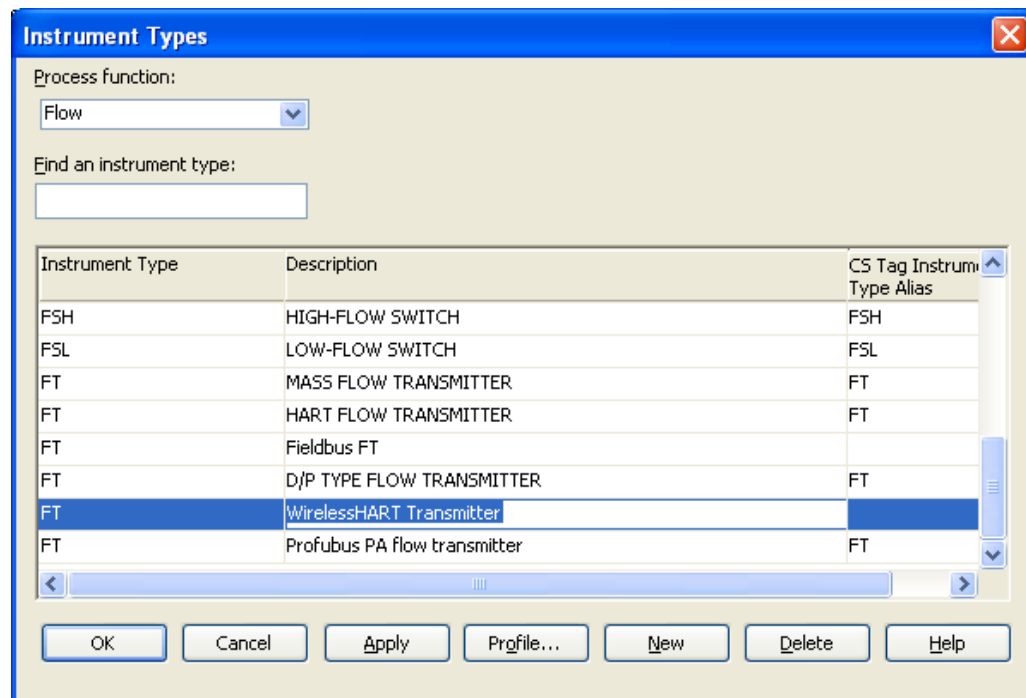 Instrument Types
Process function:
Flow
Find an instrument type:
Instrument Type Description CS Tag Instrume
Type Alias
FSH HIGH-FLOW SWITCH FSH
FSL LOW-FLOW SWITCH FSL
FT MASS FLOW TRANSMITTER FT
FT HART FLOW TRANSMITTER FT
FT Fieldbus FT
FT D/P TYPE FLOW TRANSMITTER FT
FT WirelessHART Transmitter
FT Profubus PA flow transmitter FT
OK Cancel Apply Profile... New Delete Help